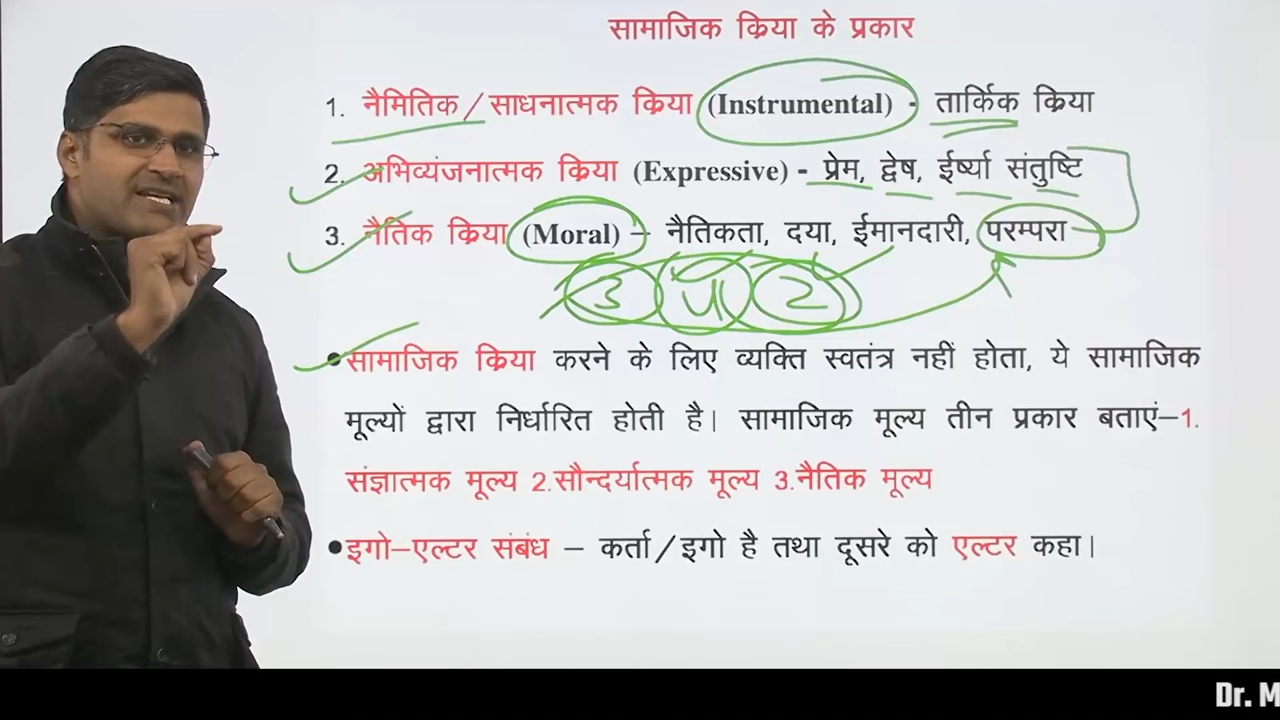 सामाजिक क्रिया के प्रकार
1. नैमितिक/साधनात्मक क्रिया (Instrumental) - तार्किक क्रिया
2. अभिव्यंजनात्मक क्रिया (Expressive) - प्रेम, द्वेष, ईर्ष्या संतुष्टि
3. नैतिक क्रिया (Moral) – नैतिकता, दया, ईमानदारी, परम्परा
3 4 2
●सामाजिक क्रिया करने के लिए व्यक्ति स्वतंत्र नहीं होता, ये सामाजिक
मूल्यों द्वारा निर्धारित होती है। सामाजिक मूल्य तीन प्रकार बताएं–1.
संज्ञात्मक मूल्य 2.सौन्दर्यात्मक मूल्य 3.नैतिक मूल्य
●इगो–एल्टर संबंध – कर्ता/इगो है तथा दूसरे को एल्टर कहा।
Dr. M